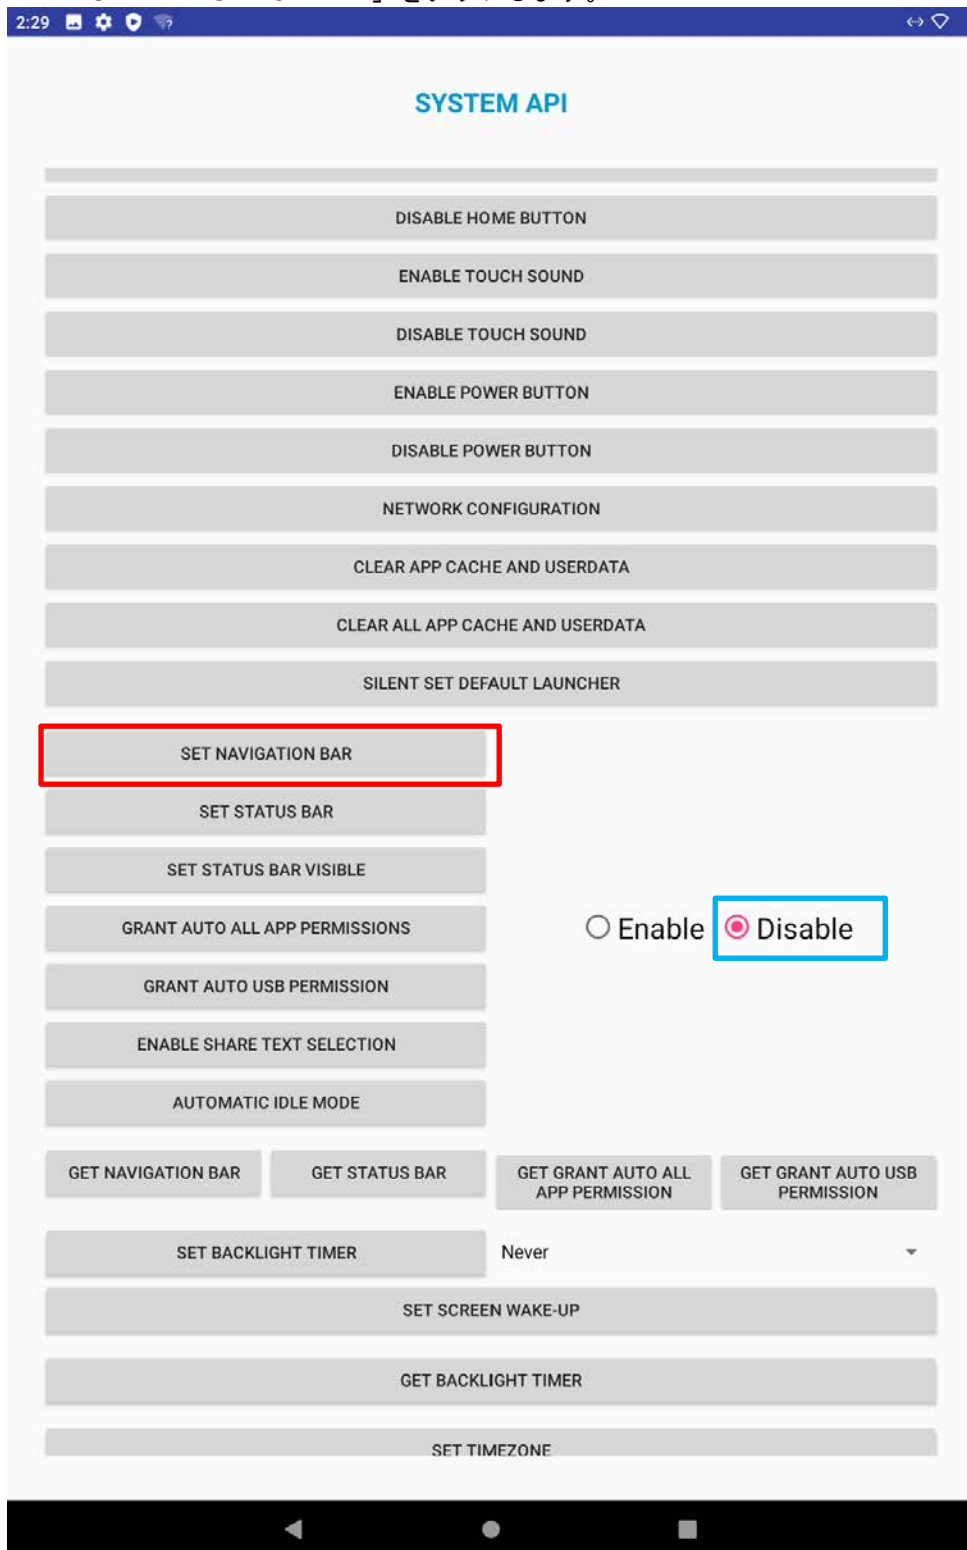 2:29
SYSTEM API
DISABLE HOME BUTTON
ENABLE TOUCH SOUND
DISABLE TOUCH SOUND
ENABLE POWER BUTTON
DISABLE POWER BUTTON
NETWORK CONFIGURATION
CLEAR APP CACHE AND USERDATA
CLEAR ALL APP CACHE AND USERDATA
SILENT SET DEFAULT LAUNCHER
SET NAVIGATION BAR
SET STATUS BAR
SET STATUS BAR VISIBLE
GRANT AUTO ALL APP PERMISSIONS
Enable Disable
GRANT AUTO USB PERMISSION
ENABLE SHARE TEXT SELECTION
AUTOMATIC IDLE MODE
GET NAVIGATION BAR
GET STATUS BAR
GET GRANT AUTO ALL
APP PERMISSION
GET GRANT AUTO USB
PERMISSION
SET BACKLIGHT TIMER
Never
SET SCREEN WAKE-UP
GET BACKLIGHT TIMER
SET TIMEZONE